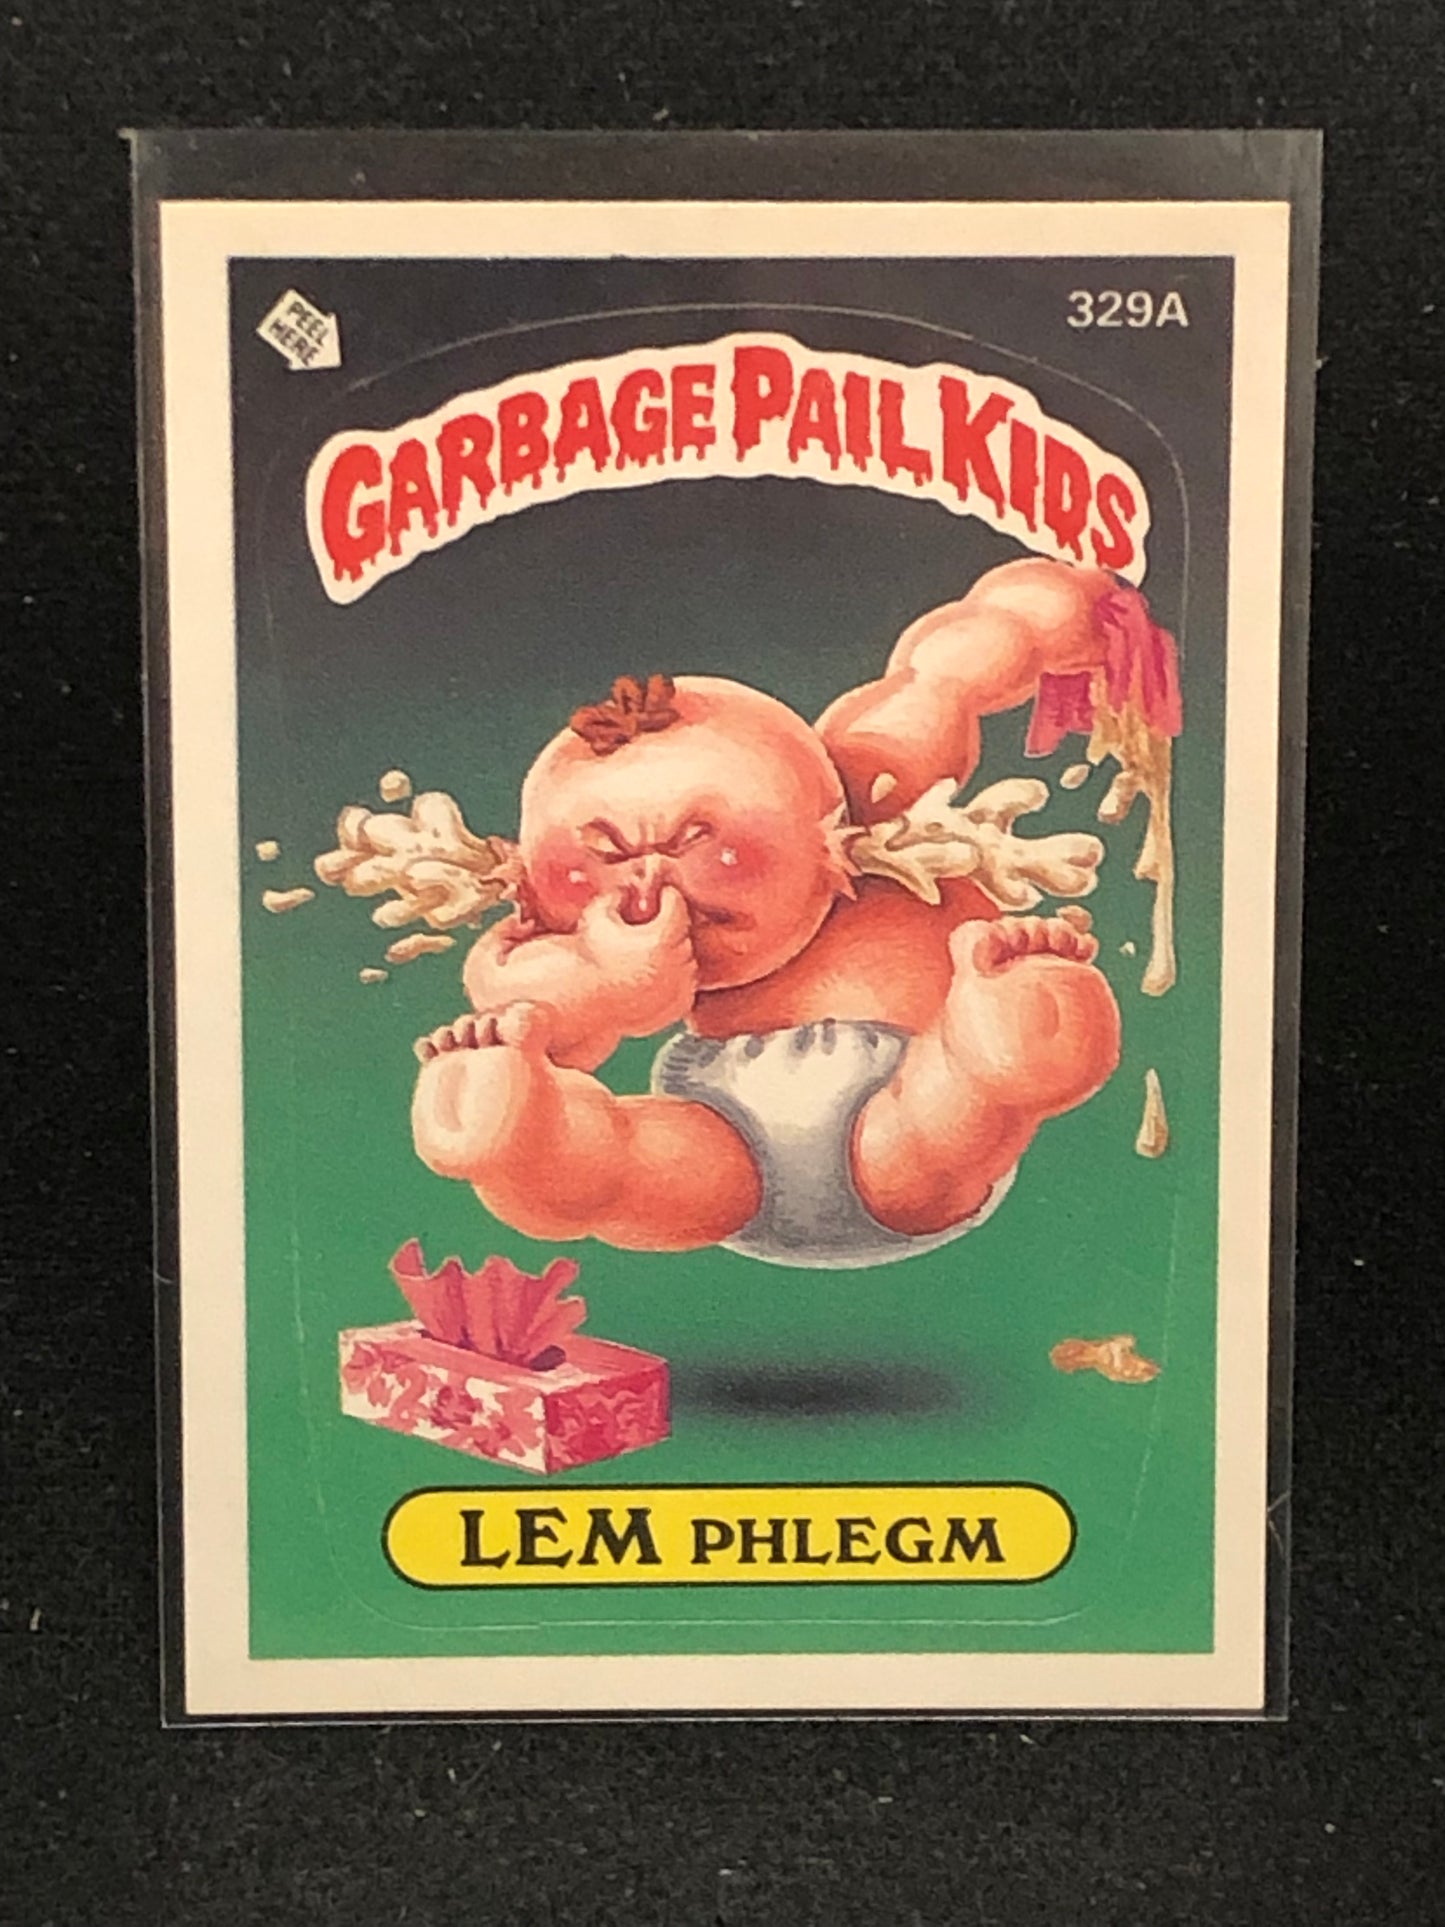 PEEL
HERE
329A
GARBAGE PAIL KIDS
LEM PHLEGM